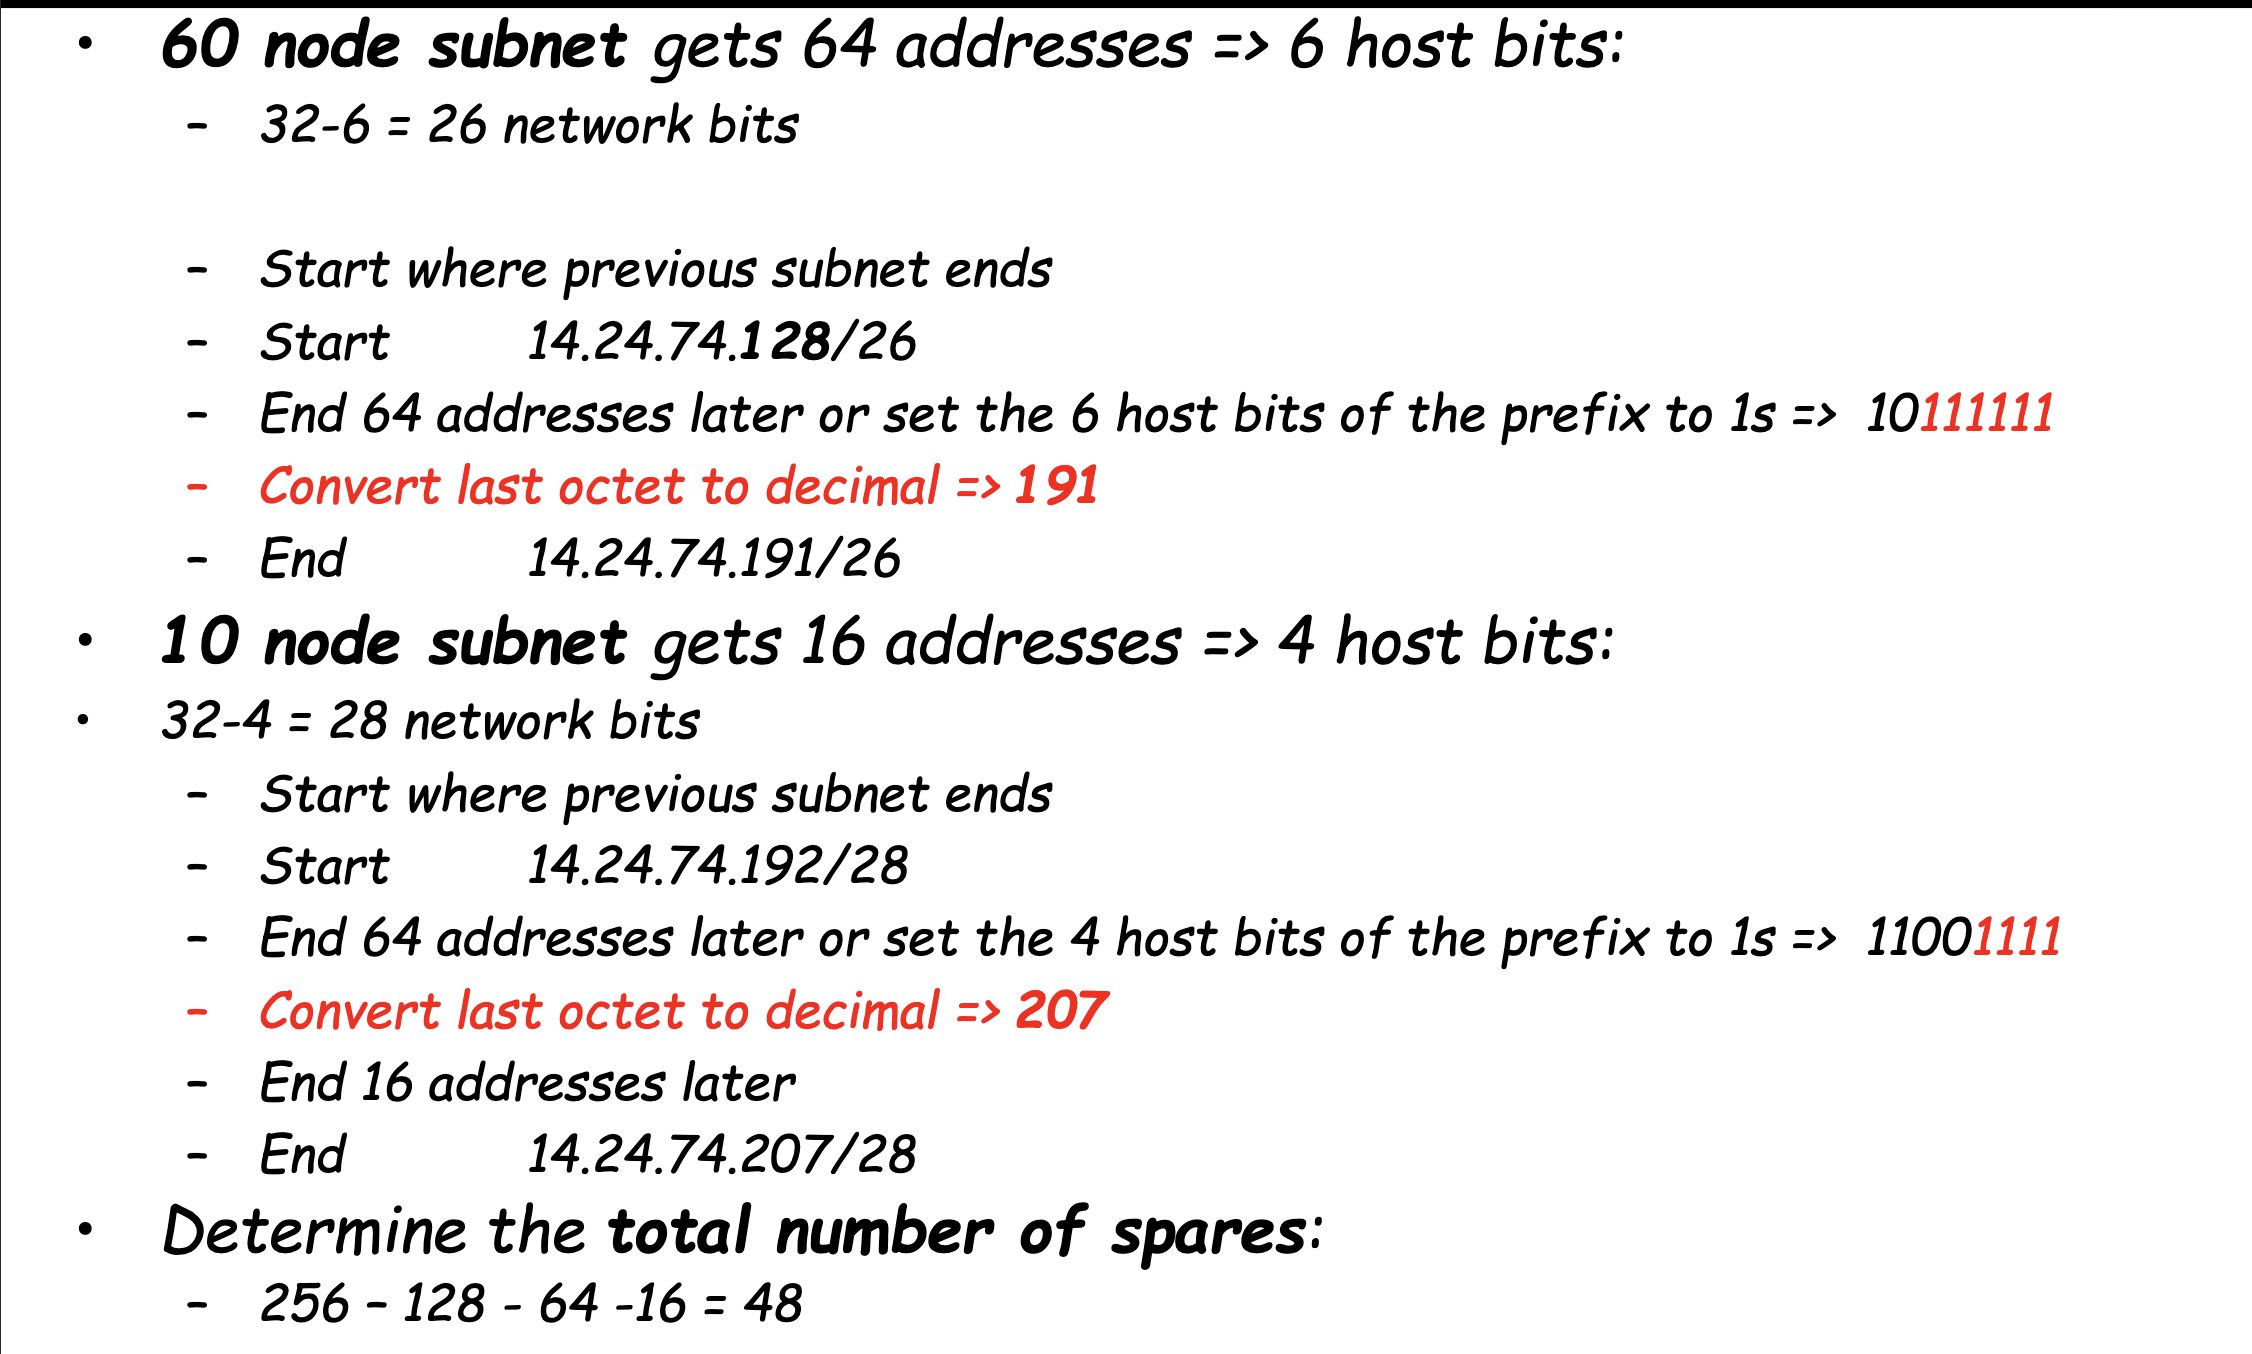 • 60 node subnet gets 64 addresses => 6 host bits:
– 32-6 = 26 network bits
– Start where previous subnet ends
– Start 14.24.74.128/26
– End 64 addresses later or set the 6 host bits of the prefix to 1s => 10111111
– Convert last octet to decimal => 191
– End 14.24.74.191/26
• 10 node subnet gets 16 addresses => 4 host bits:
• 32-4 = 28 network bits
– Start where previous subnet ends
– Start 14.24.74.192/28
– End 64 addresses later or set the 4 host bits of the prefix to 1s => 11001111
– Convert last octet to decimal => 207
– End 16 addresses later
– End 14.24.74.207/28
• Determine the total number of spares:
– 256 – 128 - 64 -16 = 48